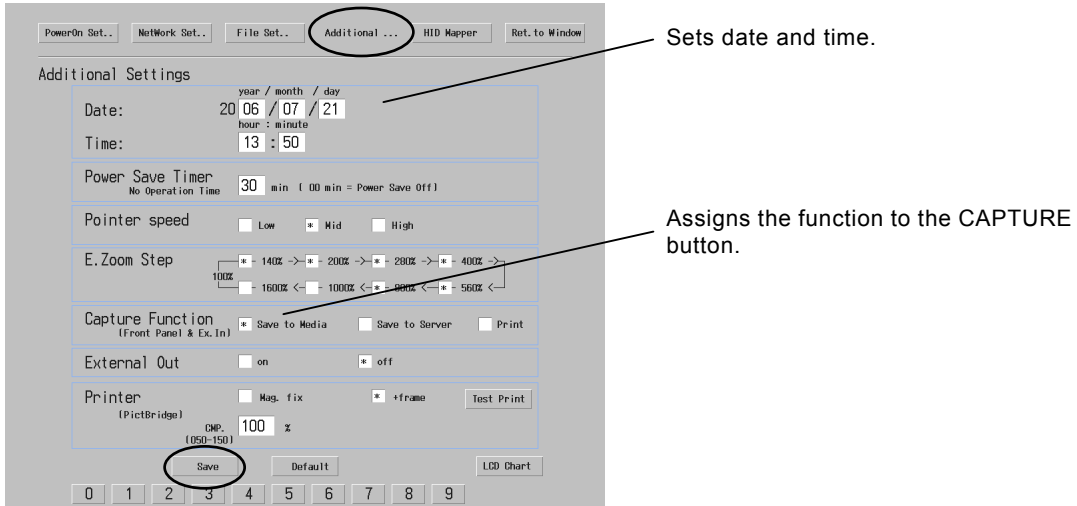 PowerOn Set.. NetWork Set.. File Set.. Additional ... HID Mapper Ret.to Window
Sets date and time.
Additional Settings
year / month / day
Date: 20 06 / 07 / 21
hour : minute
Time: 13 : 50
Power Save Timer 30 min [ 00 min = Power Save Off]
No Operation Time
Pointer speed Low * Mid High
Assigns the function to the CAPTURE
button.
E.Zoom Step * - 140% -> * - 200% -> * - 280% -> * - 400% ->
100%
- 1600% <- - 1000% <- * - 800% <- * - 560% <-
Capture Function * Save to Media Save to Server Print
(Front Panel & Ex.In)
External Out on * off
Printer Mag. fix * +frame Test Print
(PictBridge)
CMP. 100 %
(050-150)
Save Default LCD Chart
0 1 2 3 4 5 6 7 8 9